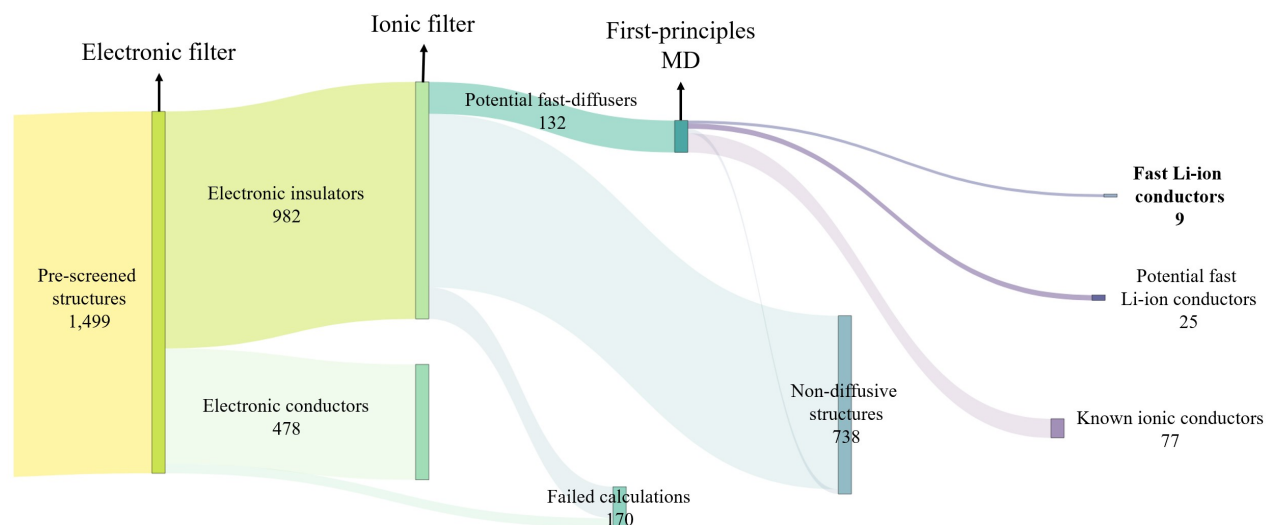 Electronic filter
Ionic filter
First-principles
MD
Pre-screened
structures
1,499
Electronic insulators
982
Electronic conductors
478
Potential fast-diffusers
132
Failed calculations
170
Non-diffusive
structures
738
Fast Li-ion
conductors
9
Potential fast
Li-ion conductors
25
Known ionic conductors
77